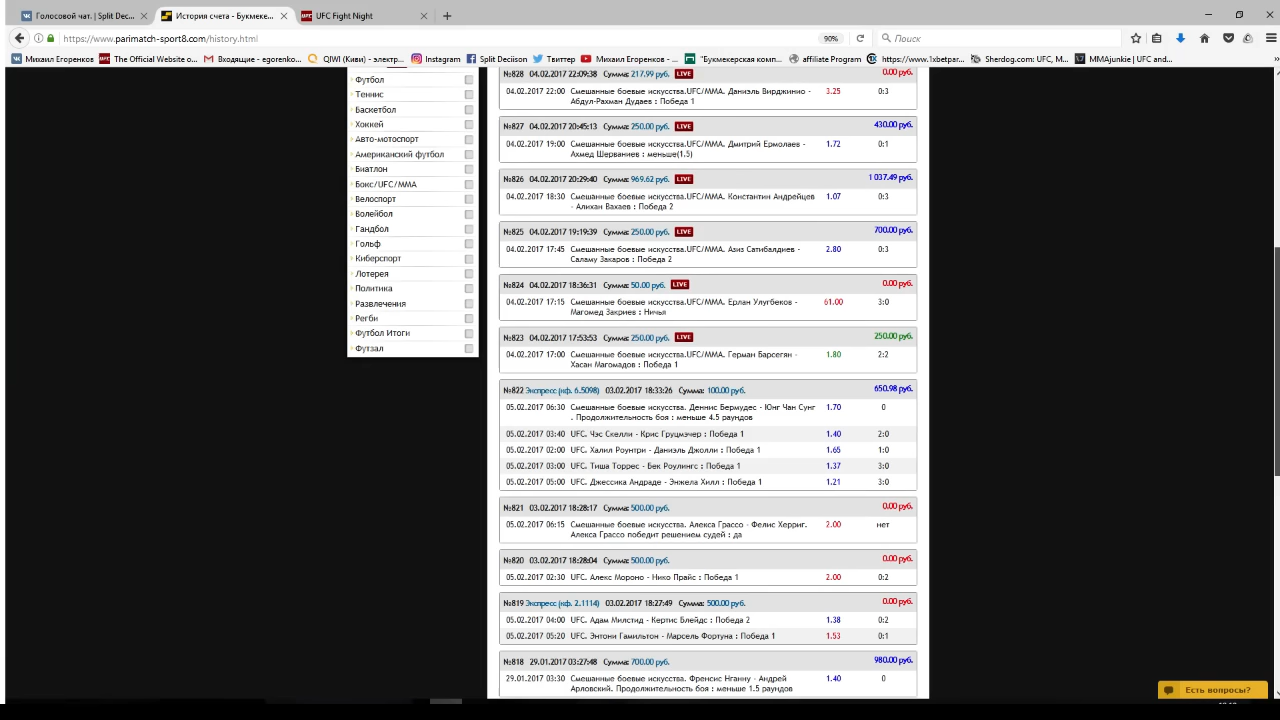 Голосовой чат. | Split Dec... История счета - Букмеке... UFC Fight Night
https://www.parimatch-sport8.com/history.html 90% Поиск
Михаил Егоренков The Official Website o... Входящие - egorenko... QIWI (Киви) - электр... Instagram Split Deciison Твиттер Михаил Егоренков - ... "Букмекерская комп... affiliate Program https://www.1xbetpar... Sherdog.com: UFC, M... MMAjunkie | UFC and...
Футбол
Теннис
Баскетбол
Хоккей
Авто-мотоспорт
Американский футбол
Биатлон
Бокс/UFC/MMA
Велоспорт
Волейбол
Гандбол
Гольф
Киберспорт
Лотерея
Политика
Развлечения
Регби
Футбол Итоги
Футзал
№828 04.02.2017 22:09:38 Сумма: 217.99 руб. LIVE 0.00 руб.
04.02.2017 22:00 Смешанные боевые искусства.UFC/MMA. Даниэль Вирджинио - 3.25 0:3
Абдул-Рахман Дудаев : Победа 1
№827 04.02.2017 20:45:13 Сумма: 250.00 руб. LIVE 430.00 руб.
04.02.2017 19:00 Смешанные боевые искусства.UFC/MMA. Дмитрий Ермолаев - 1.72 0:1
Ахмед Шерваниев : меньше(1.5)
№826 04.02.2017 20:29:40 Сумма: 969.62 руб. LIVE 1 037.49 руб.
04.02.2017 18:30 Смешанные боевые искусства.UFC/MMA. Константин Андрейцев 1.07 0:3
- Алихан Вахаев : Победа 2
№825 04.02.2017 19:19:39 Сумма: 250.00 руб. LIVE 700.00 руб.
04.02.2017 17:45 Смешанные боевые искусства.UFC/MMA. Азиз Сатибалдиев - 2.80 0:3
Саламу Закаров : Победа 2
№824 04.02.2017 18:36:31 Сумма: 50.00 руб. LIVE 0.00 руб.
04.02.2017 17:15 Смешанные боевые искусства.UFC/MMA. Ерлан Улугбеков - 61.00 3:0
Магомед Закриев : Ничья
№823 04.02.2017 17:53:53 Сумма: 250.00 руб. LIVE 250.00 руб.
04.02.2017 17:00 Смешанные боевые искусства.UFC/MMA. Герман Барсегян - 1.80 2:2
Хасан Магомадов : Победа 1
№822 Экспресс (кф. 6.5098) 03.02.2017 18:33:26 Сумма: 100.00 руб. 650.98 руб.
05.02.2017 06:30 Смешанные боевые искусства. Деннис Бермудес - Юнг Чан Сунг 1.70 0
. Продолжительность боя : меньше 4.5 раундов
05.02.2017 03:40 UFC. Чэс Скелли - Крис Груцмэчер : Победа 1 1.40 2:0
05.02.2017 02:00 UFC. Халил Роунтри - Даниэль Джолли : Победа 1 1.65 1:0
05.02.2017 03:00 UFC. Тиша Торрес - Бек Роулингс : Победа 1 1.37 3:0
05.02.2017 05:00 UFC. Джессика Андраде - Энжела Хилл : Победа 1 1.21 3:0
№821 03.02.2017 18:28:17 Сумма: 500.00 руб. 0.00 руб.
05.02.2017 06:15 Смешанные боевые искусства. Алекса Грассо - Фелис Херриг. 2.00 нет
Алекса Грассо победит решением судей : да
№820 03.02.2017 18:28:04 Сумма: 500.00 руб. 0.00 руб.
05.02.2017 02:30 UFC. Алекс Мороно - Нико Прайс : Победа 1 2.00 0:2
№819 Экспресс (кф. 2.1114) 03.02.2017 18:27:49 Сумма: 500.00 руб. 0.00 руб.
05.02.2017 04:00 UFC. Адам Милстид - Кертис Блейдс : Победа 2 1.38 0:2
05.02.2017 05:20 UFC. Энтони Гамильтон - Марсель Фортуна : Победа 1 1.53 0:1
№818 29.01.2017 03:27:48 Сумма: 700.00 руб. 980.00 руб.
29.01.2017 03:30 Смешанные боевые искусства. Френсис Нганну - Андрей 1.40 0
Арловский. Продолжительность боя : меньше 1.5 раундов
Есть вопросы?